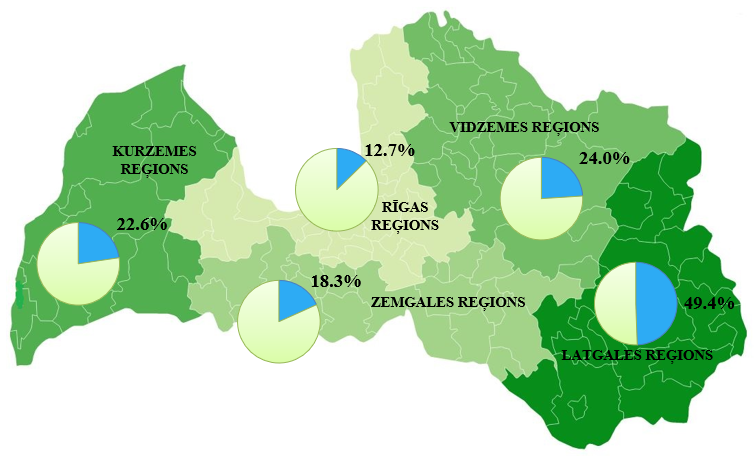 VIDZEMES REĢIONS
24.0%
KURZEMES
REĢIONS
12.7%
RĪGAS
REĢIONS
22.6%
18.3%
ZEMGALES REĢIONS
49.4%
LATGALES REĢIONS